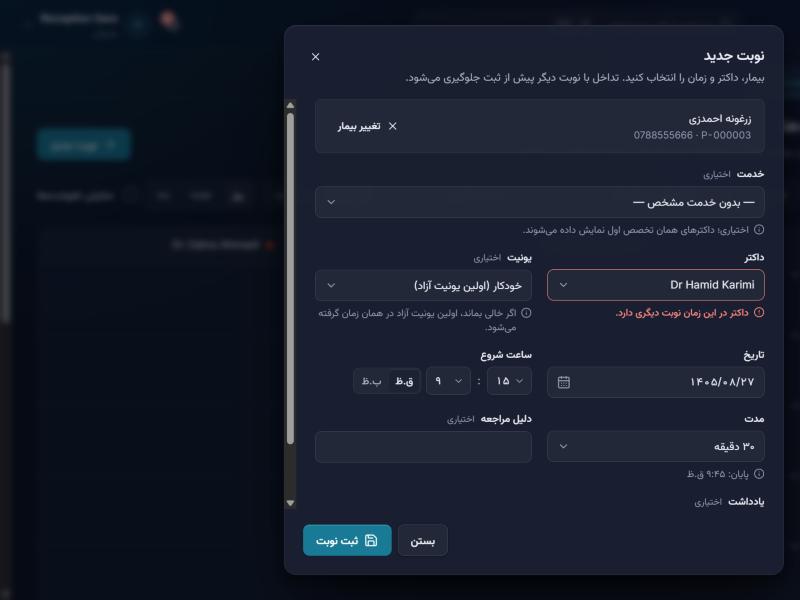 نوبت جدید
بیمار، داکتر و زمان را انتخاب کنید. تداخل با نوبت دیگر پیش از ثبت جلوگیری می‌شود.
زرغونه احمدزی
0788555666 · P-000003
تغییر بیمار
خدمت اختیاری
— بدون خدمت مشخص —
اختیاری؛ داکترهای همان تخصص اول نمایش داده می‌شوند.
داکتر
Dr Hamid Karimi
داکتر در این زمان نوبت دیگری دارد.
یونیت اختیاری
خودکار (اولین یونیت آزاد)
اگر خالی بماند، اولین یونیت آزاد در همان زمان گرفته
می‌شود.
تاریخ
۱۴۰۵/۰۸/۲۷
ساعت شروع
۱۵ : ۹ ق.ظ ب.ظ
مدت
۳۰ دقیقه
پایان: ۹:۴۵ ق.ظ
دلیل مراجعه اختیاری
یادداشت اختیاری
بستن
ثبت نوبت